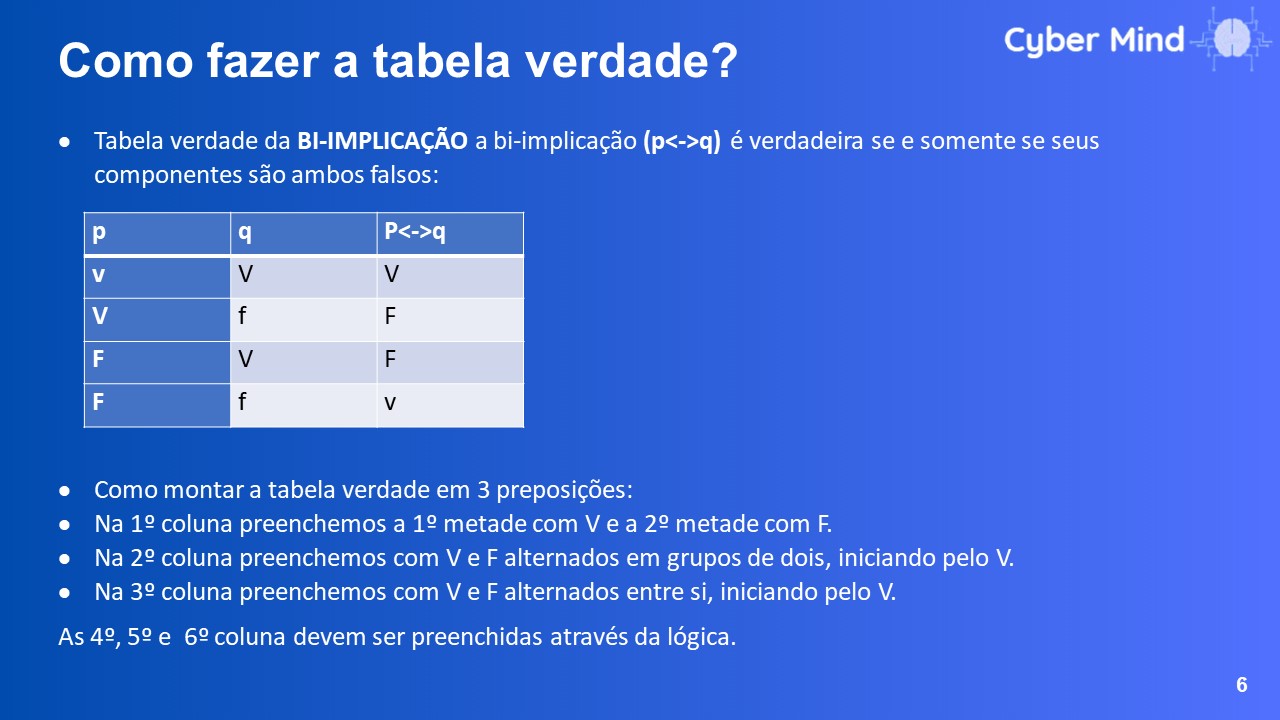 Como fazer a tabela verdade?
Cyber Mind
● Tabela verdade da BI-IMPLICAÇÃO a bi-implicação (p<->q) é verdadeira se e somente se seus
componentes são ambos falsos:
p q P<->q
v V V
V f F
F V F
F f v
● Como montar a tabela verdade em 3 preposições:
● Na 1º coluna preenchemos a 1º metade com V e a 2º metade com F.
● Na 2º coluna preenchemos com V e F alternados em grupos de dois, iniciando pelo V.
● Na 3º coluna preenchemos com V e F alternados entre si, iniciando pelo V.
As 4º, 5º e 6º coluna devem ser preenchidas através da lógica.
6